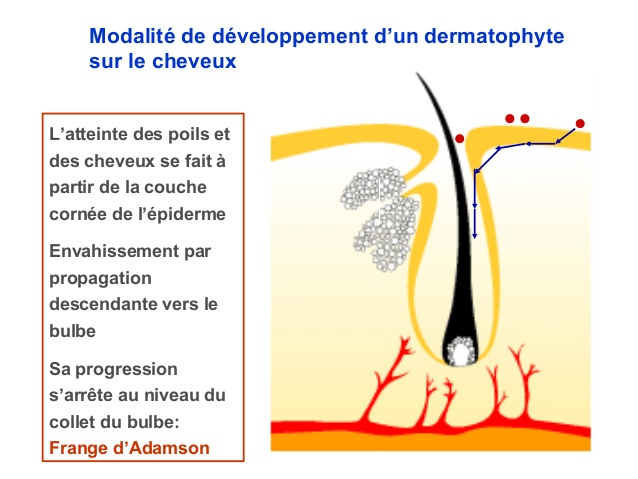 Modalité de développement d’un dermatophyte
sur le cheveux
L’atteinte des poils et
des cheveux se fait à
partir de la couche
cornée de l’épiderme
Envahissement par
propagation
descendante vers le
bulbe
Sa progression
s’arrête au niveau du
collet du bulbe:
Frange d’Adamson